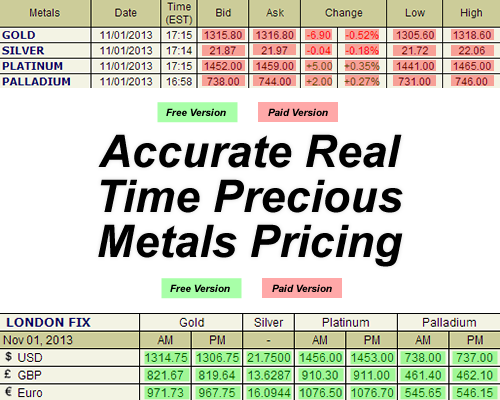 Metals Date Time (EST) Bid Ask Change Low High
GOLD 11/01/2013 17:15 1315.80 1316.80 -6.90 -0.52% 1305.60 1318.60
SILVER 11/01/2013 17:14 21.87 21.97 -0.04 -0.18% 21.72 22.06
PLATINUM 11/01/2013 17:15 1452.00 1459.00 +5.00 +0.35% 1441.00 1465.00
PALLADIUM 11/01/2013 16:58 738.00 744.00 +2.00 +0.27% 731.00 746.00
Free Version Paid Version
Accurate Real
Time Precious
Metals Pricing
Free Version Paid Version
LONDON FIX Gold Silver Platinum Palladium
Nov 01, 2013 AM PM - AM PM AM PM
$ USD 1314.75 1306.75 21.7500 1456.00 1453.00 738.00 737.00
£ GBP 821.67 819.64 13.6287 910.30 911.00 461.40 462.10
€ Euro 971.73 967.75 16.0944 1076.50 1076.70 545.65 546.15